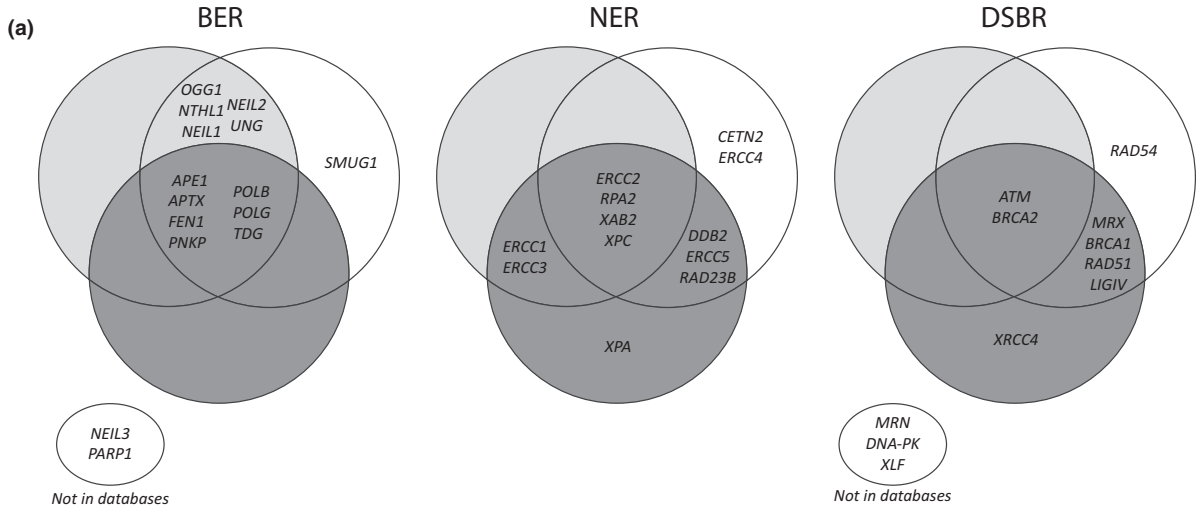 (a)
BER
OGG1
NTHL1
NEIL1
NEIL2
UNG
SMUG1
APE1
APTX
FEN1
PNKP
POLB
POLG
TDG
NEIL3
PARP1
Not in databases
NER
CETN2
ERCC4
ERCC2
RPA2
XAB2
XPC
ERCC1
ERCC3
DDB2
ERCC5
RAD23B
XPA
DSBR
RAD54
ATM
BRCA2
MRX
BRCA1
RAD51
LIGIV
XRCC4
MRN
DNA-PK
XLF
Not in databases